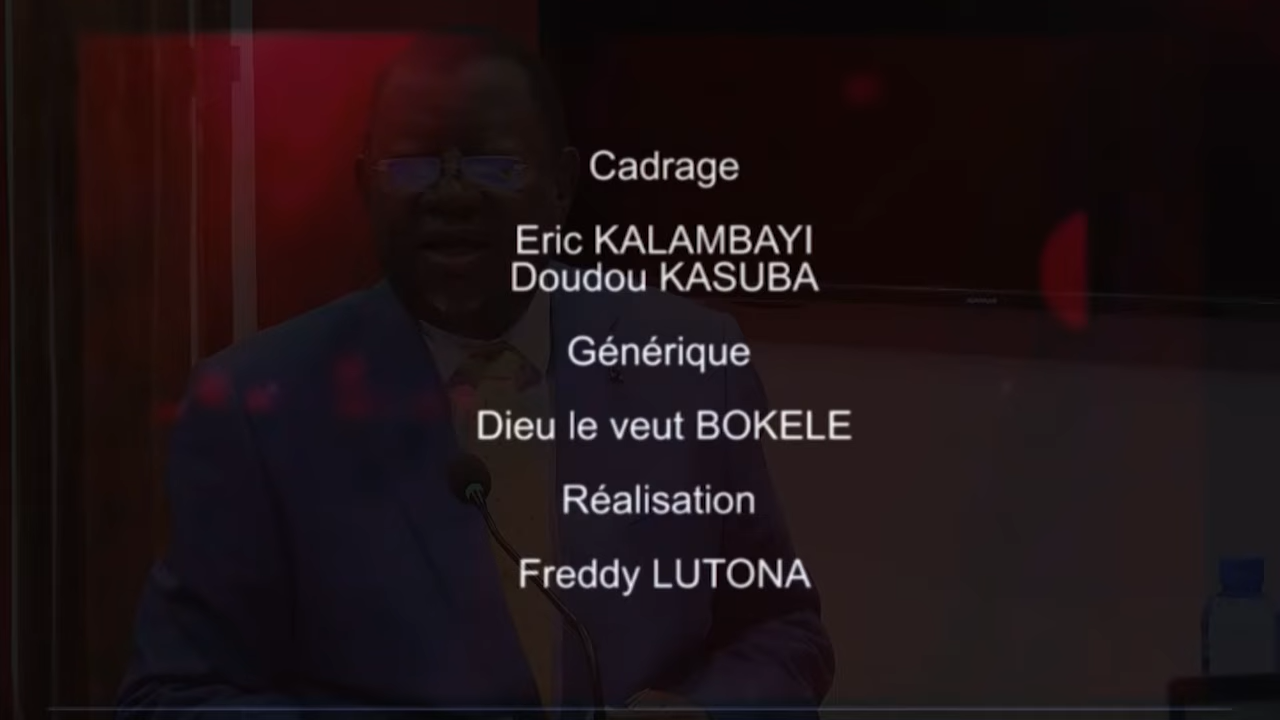 Cadrage
Eric KALAMBAYI
Doudou KASUBA
Générique
Dieu le veut BOKELE
Réalisation
Freddy LUTONA